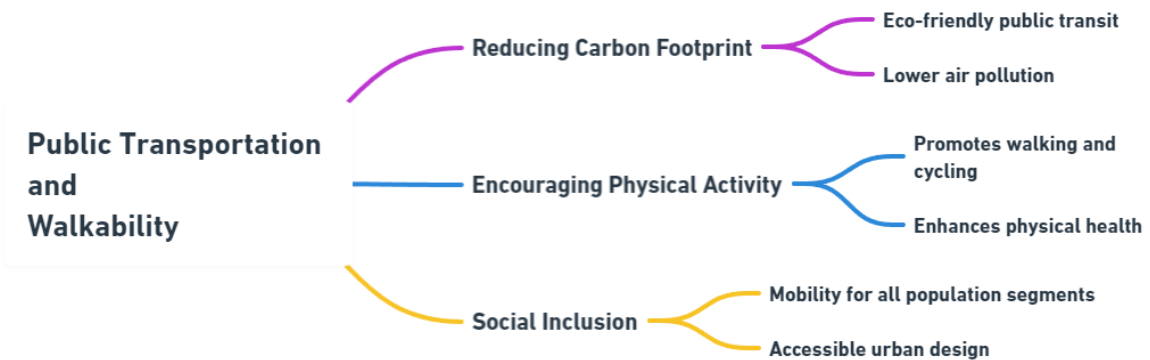 Public Transportation
and
Walkability
Reducing Carbon Footprint
Eco-friendly public transit
Lower air pollution
Encouraging Physical Activity
Promotes walking and
cycling
Enhances physical health
Social Inclusion
Mobility for all population segments
Accessible urban design